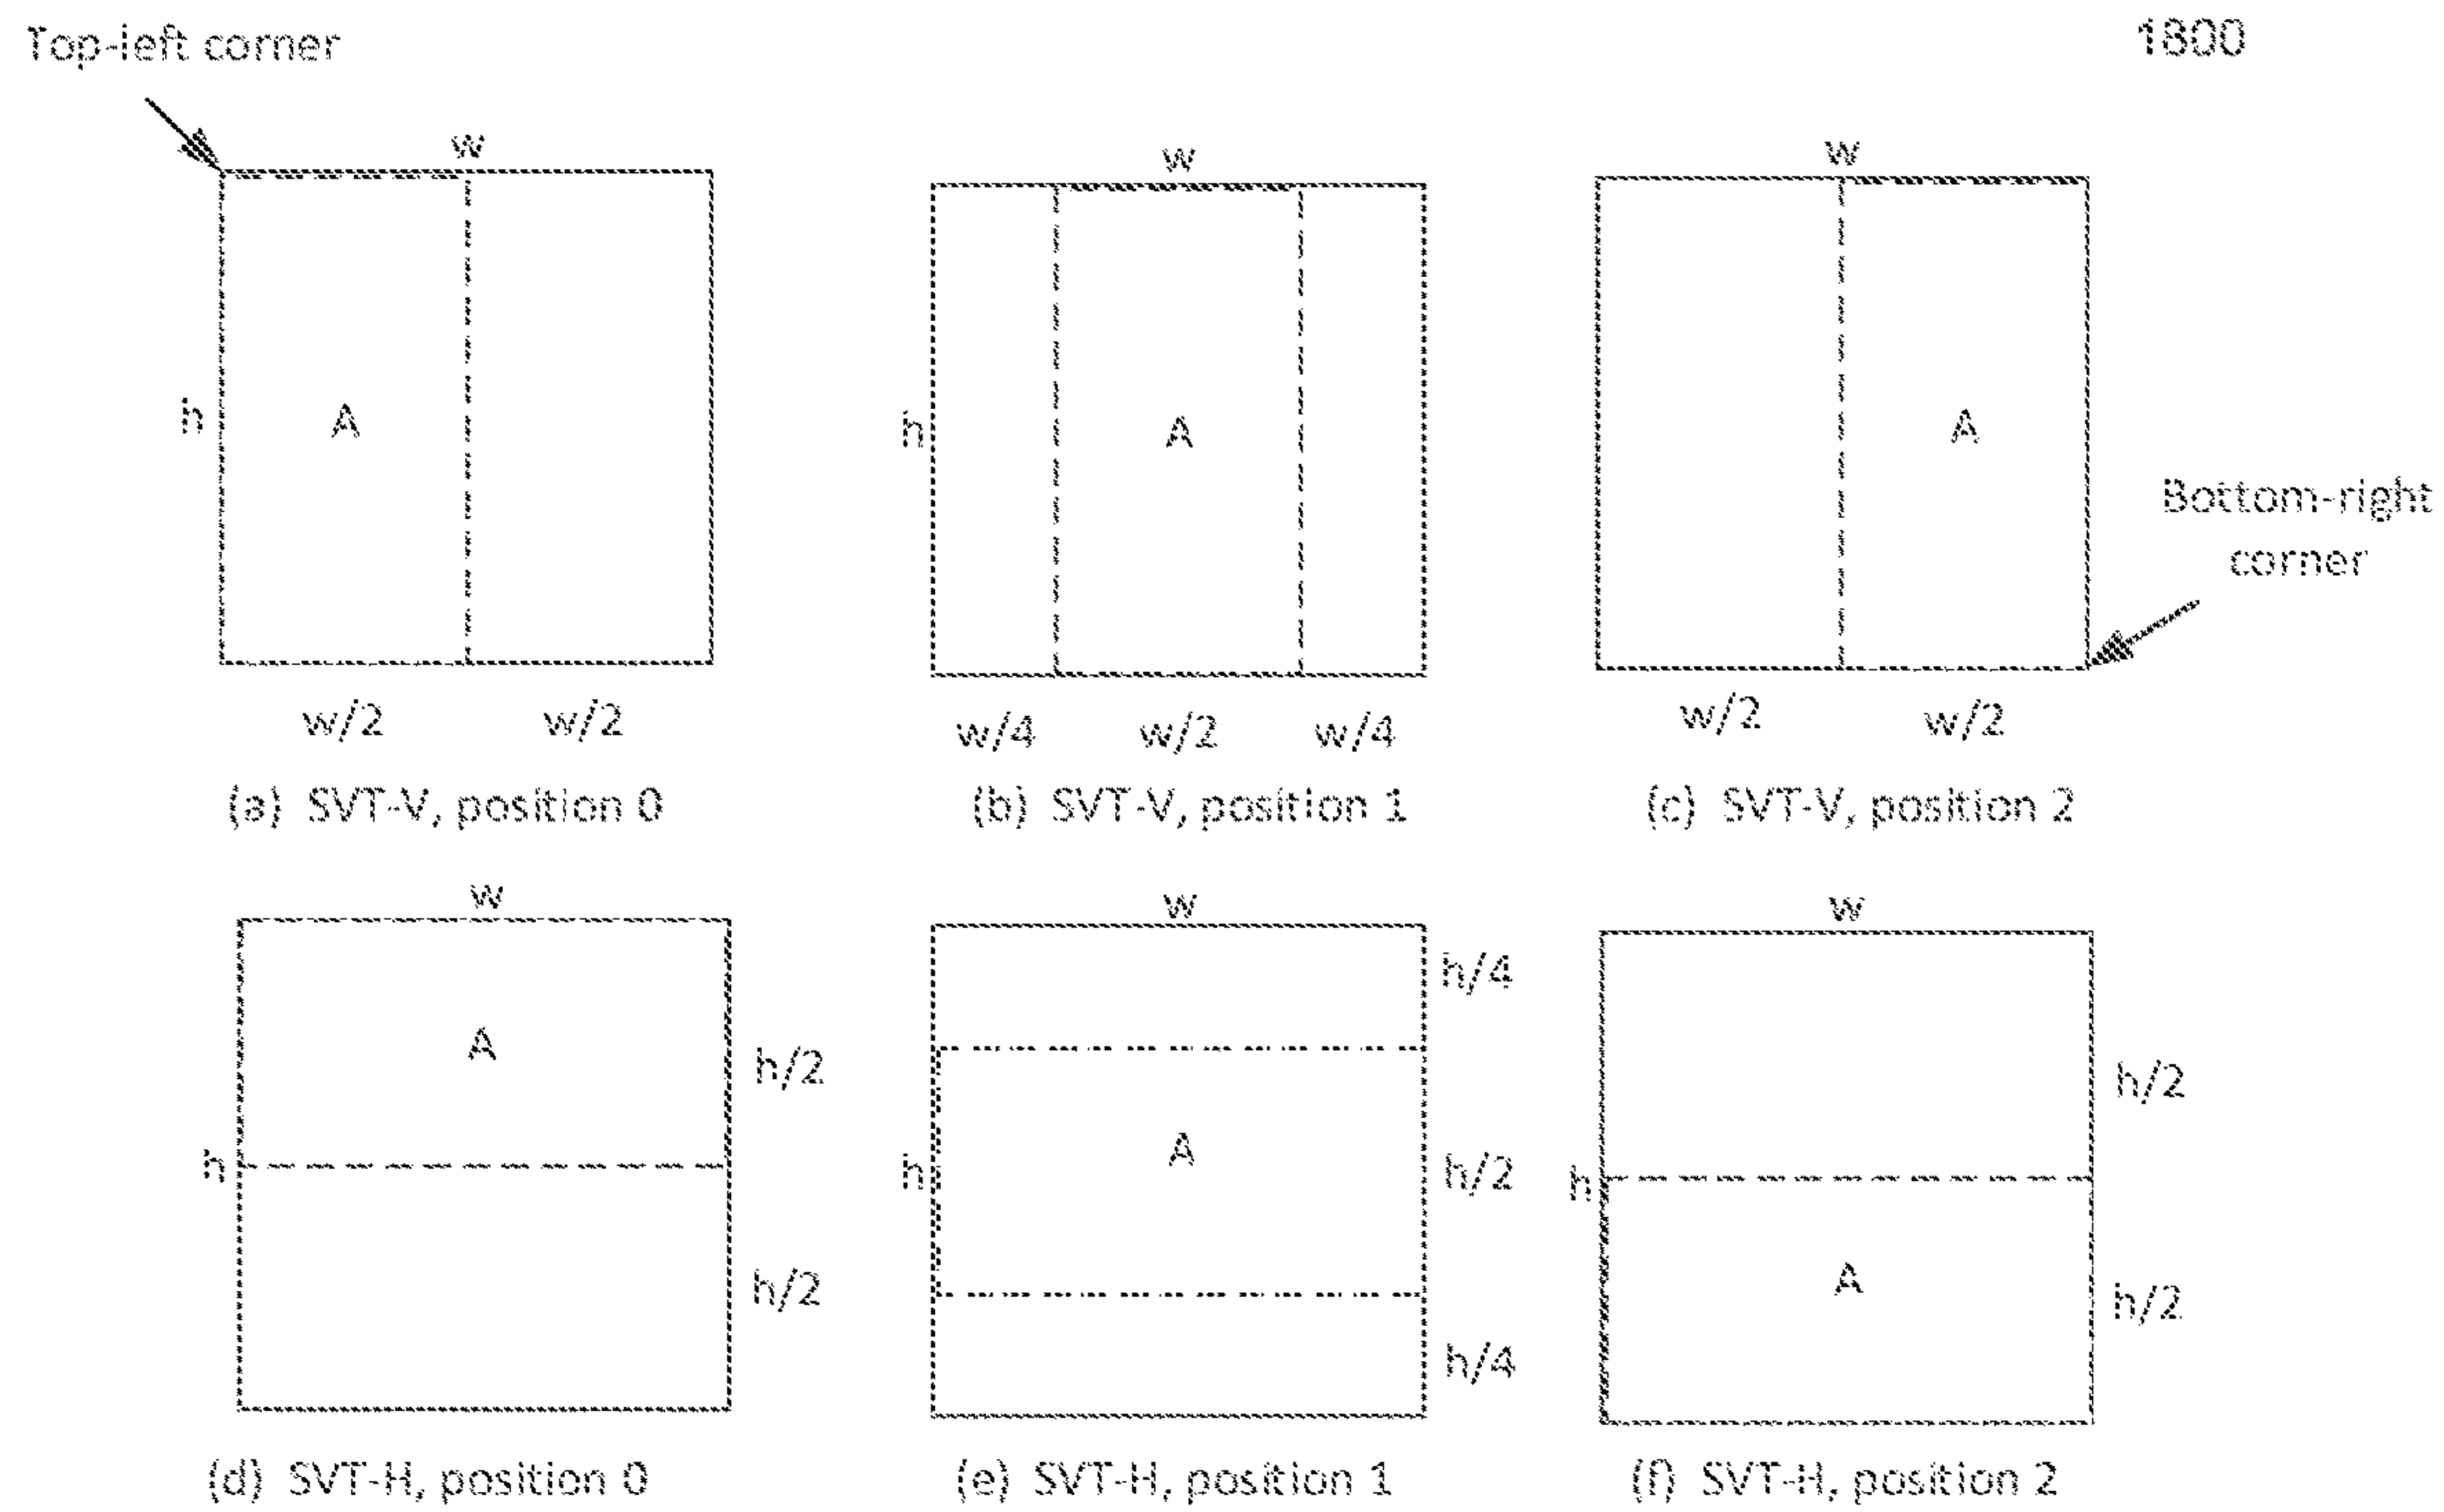 Top-left corner
1800
w
w
w
h
A
h
A
A
Bottom-right
corner
w/2
w/2
w/4
w/2
w/4
w/2
w/2
(a) SVT-V, position 0
(b) SVT-V, position 1
(c) SVT-V, position 2
w
w
w
h/4
A
h/2
h/2
A
h
h
h/2
h
A
h/2
h/2
h/4
(d) SVT-H, position 0
(e) SVT-H, position 1
(f) SVT-H, position 2